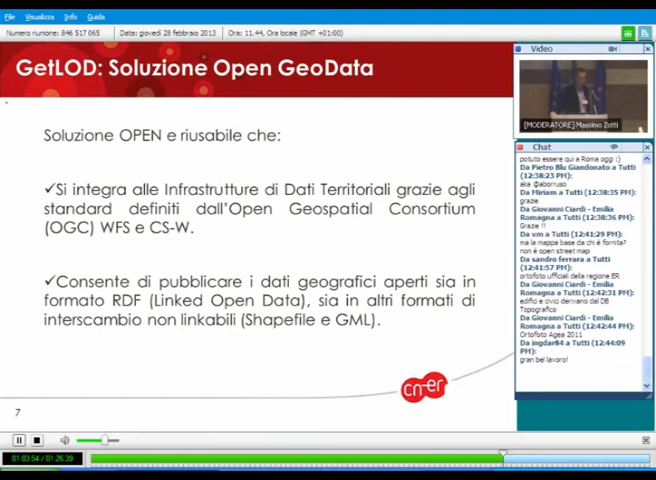 File Visualizza Info Guida
Numero riunione: 846 517 065 Data: giovedì 28 febbraio 2013 Ora: 11.44, Ora locale (GMT +01:00)
GetLOD: Soluzione Open GeoData
Soluzione OPEN e riusabile che:
✓Si integra alle Infrastrutture di Dati Territoriali grazie agli
standard definiti dall'Open Geospatial Consortium
(OGC) WFS e CS-W.
✓Consente di pubblicare i dati geografici aperti sia in
formato RDF (Linked Open Data), sia in altri formati di
interscambio non linkabili (Shapefile e GML).
cn-er
7
Video
[MODERATORE] Massimo Zotti
Chat
potuto essere qui a Roma oggi :)
Da Pietro Blu Giandonato a Tutti
(12:38:23 PM):
aka @aborruso
Da Miriam a Tutti (12:38:35 PM):
grazie
Da Giovanni Ciardi - Emilia
Romagna a Tutti (12:38:36 PM):
Grazie !!
Da vm a Tutti (12:41:29 PM):
ma la mappa base da chi è fornita?
non è open street map
Da sandro ferrara a Tutti
(12:41:57 PM):
ortofoto ufficiali della regione ER
(12:42:31 PM):
edifici e civici derivano dal DB
Topografico
Da Giovanni Ciardi - Emilia
Romagna a Tutti (12:42:44 PM):
Ortofoto Agea 2011
Da ingdar84 a Tutti (12:44:09
PM):
gran bel lavoro!
01:03:54 / 01:26:39